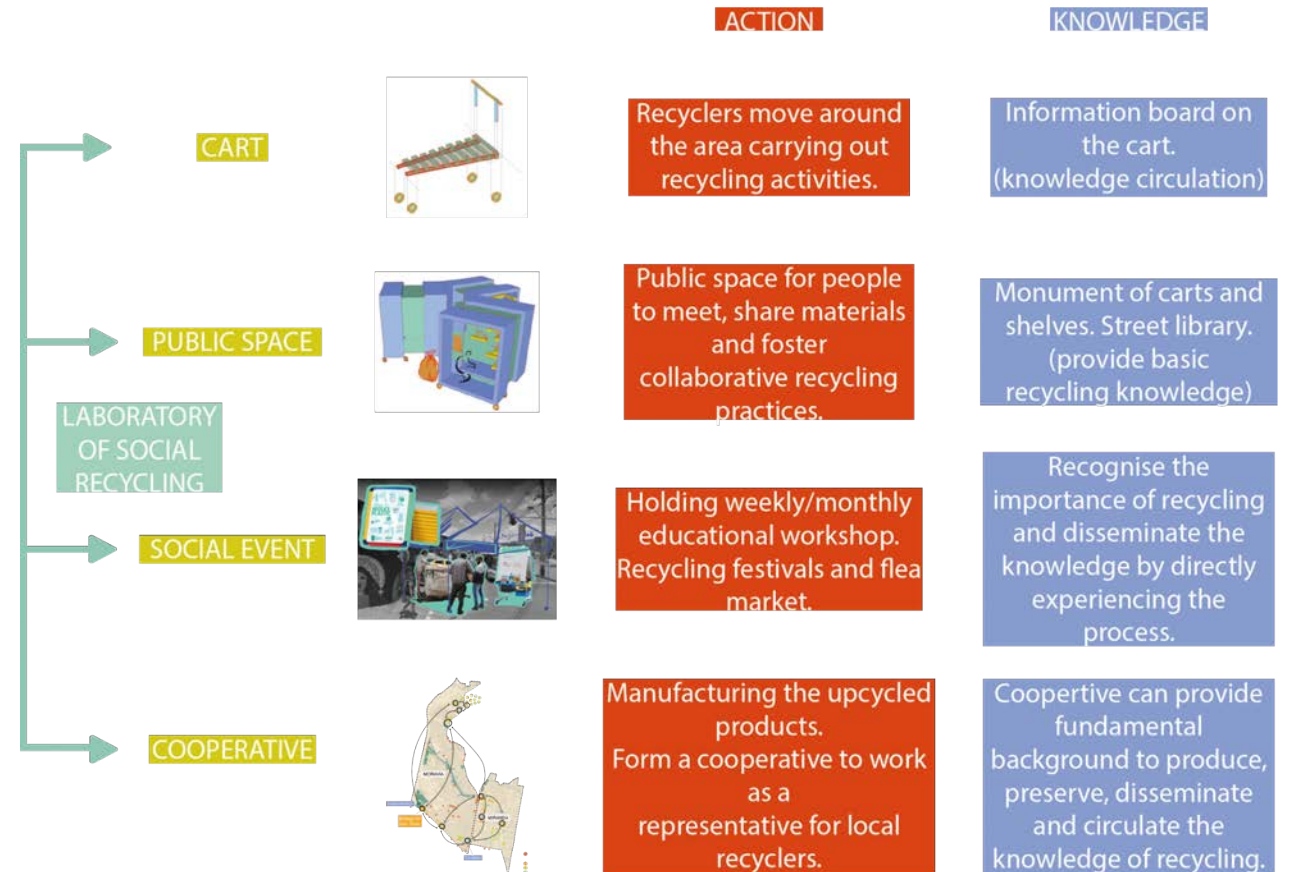 ACTION
KNOWLEDGE
CART
Recyclers move around
the area carrying out
recycling activities.
Information board on
the cart.
(knowledge circulation)
PUBLIC SPACE
Public space for people
to meet, share materials
and foster
collaborative recycling
practices.
Monument of carts and
shelves. Street library.
(provide basic
recycling knowledge)
LABORATORY
OF SOCIAL
RECYCLING
SOCIAL EVENT
Holding weekly/monthly
educational workshop.
Recycling festivals and flea
market.
Recognise the
importance of recycling
and disseminate the
knowledge by directly
experiencing the
process.
COOPERATIVE
MORAVIA
MIRANDA
Manufacturing the upcycled
products.
Form a cooperative to work
as a
representative for local
recyclers.
Coopertive can provide
fundamental
background to produce,
preserve, disseminate
and circulate the
knowledge of recycling.